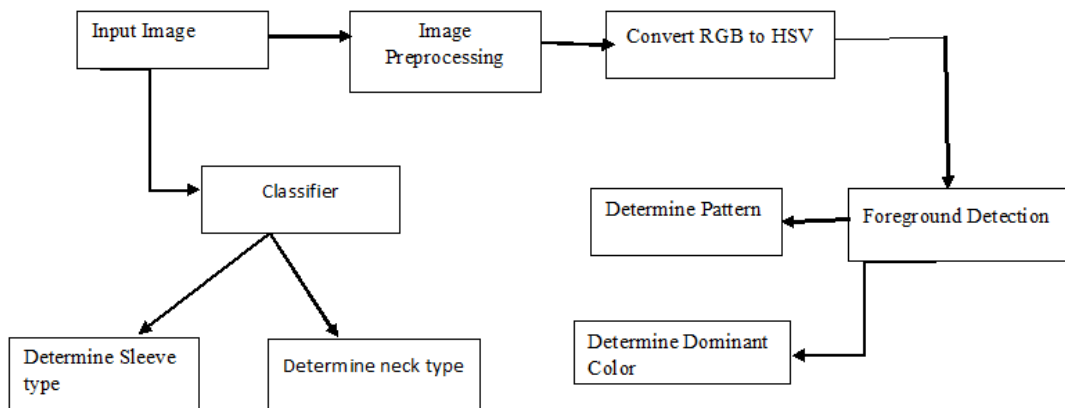 Input Image
Image
Preprocessing
Convert RGB to HSV
Classifier
Determine Pattern
Foreground Detection
Determine Sleeve
type
Determine neck type
Determine Dominant
Color